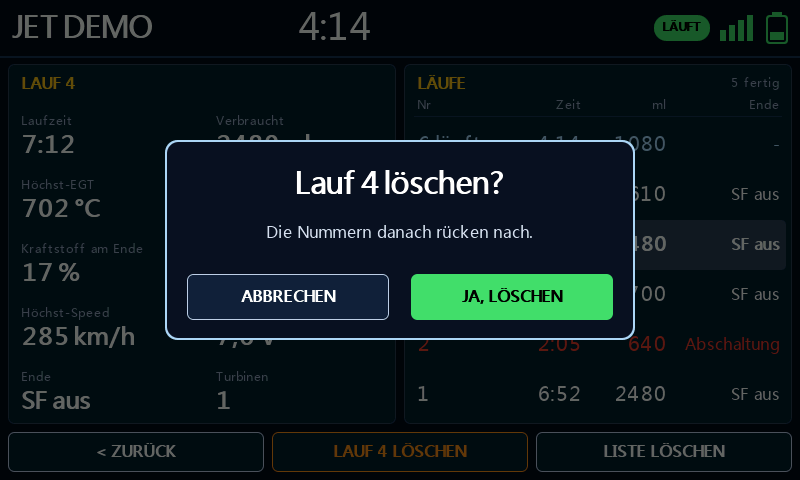 JET DEMO
4:14
LÄUFT
LAUF 4
Laufzeit
7:12
Verbraucht
Höchst-EGT
702 °C
Kraftstoff am Ende
17 %
Höchst-Speed
285 km/h
Ende
SF aus
Turbinen
1
LÄUFE
5 fertig
Nr Zeit ml Ende
-
SF aus
SF aus
SF aus
2 2:05 640 Abschaltung
1 6:52 2480 SF aus
Lauf 4 löschen?
Die Nummern danach rücken nach.
ABBRECHEN
JA, LÖSCHEN
< ZURÜCK
LAUF 4 LÖSCHEN
LISTE LÖSCHEN